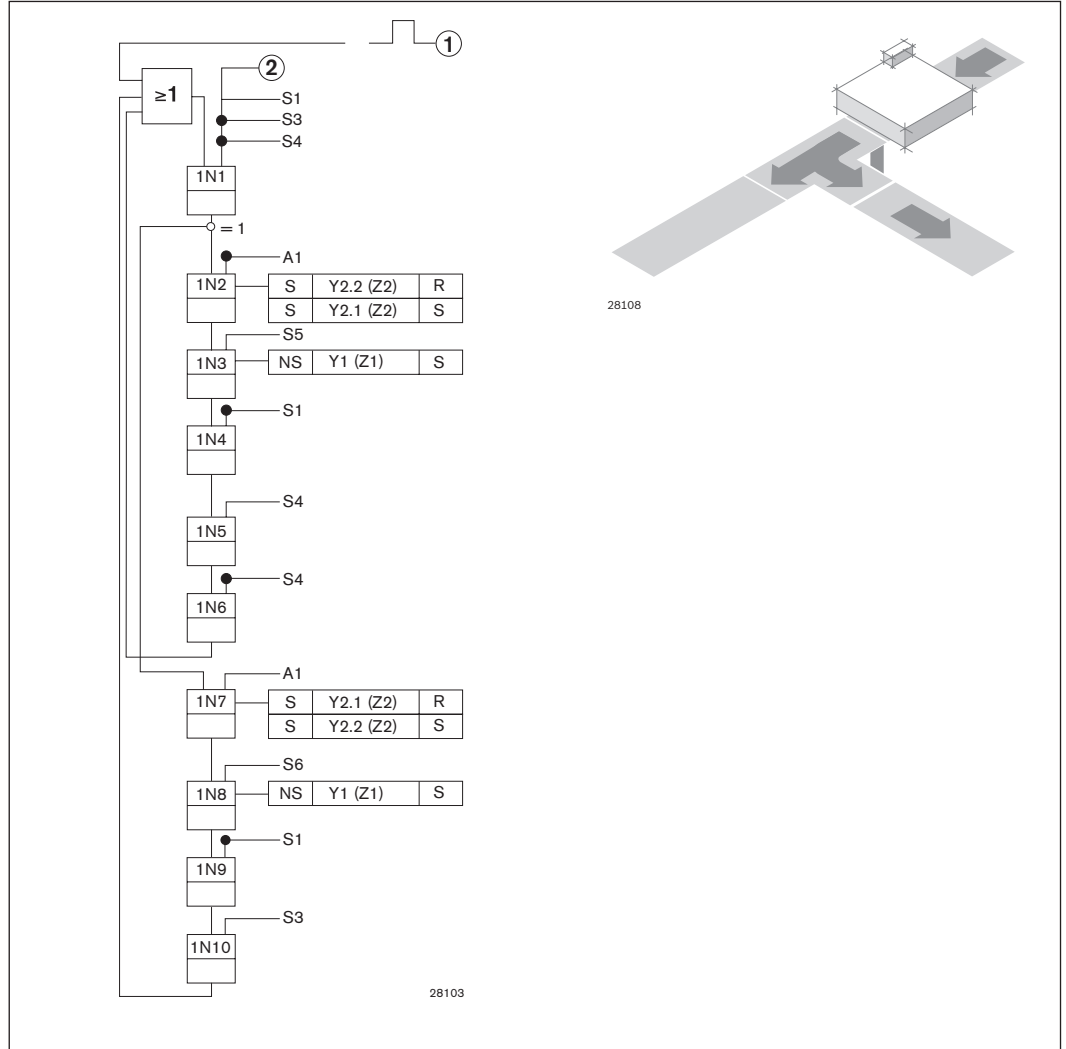 ①
②
≥1
S1
S3
S4
1N1
= 1
A1
1N2
S Y2.2 (Z2) R
S Y2.1 (Z2) S
S5
1N3
NS Y1 (Z1) S
S1
1N4
S4
1N5
S4
1N6
A1
1N7
S Y2.1 (Z2) R
S Y2.2 (Z2) S
S6
1N8
NS Y1 (Z1) S
S1
1N9
S3
1N10
28103
28108